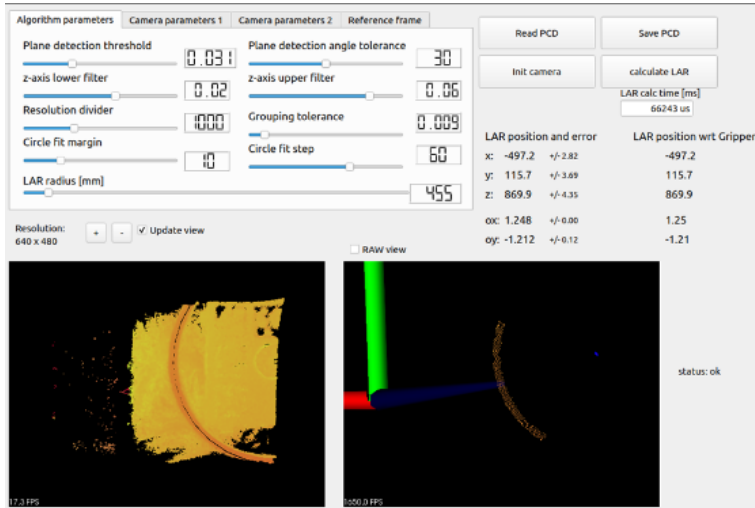 Algorithm parameters Camera parameters 1 Camera parameters 2 Reference frame
Plane detection threshold 0.031 Plane detection angle tolerance 30
z-axis lower filter 0.02 z-axis upper filter 0.06
Resolution divider 1000 Grouping tolerance 0.009
Circle fit margin 10 Circle fit step 60
LAR radius [mm] 455
Read PCD Save PCD
Init camera calculate LAR
LAR calc time [ms]
66243 us
LAR position and error LAR position wrt Gripper
x: -497.2 +/- 2.82 -497.2
y: 115.7 +/- 3.69 115.7
z: 869.9 +/- 4.35 869.9
ox: 1.248 +/- 0.00 1.25
oy: -1.212 +/- 0.12 -1.21
Resolution:
640 x 480
+ - Update view
RAW view
status: ok
17.3 FPS
1650.0 FPS